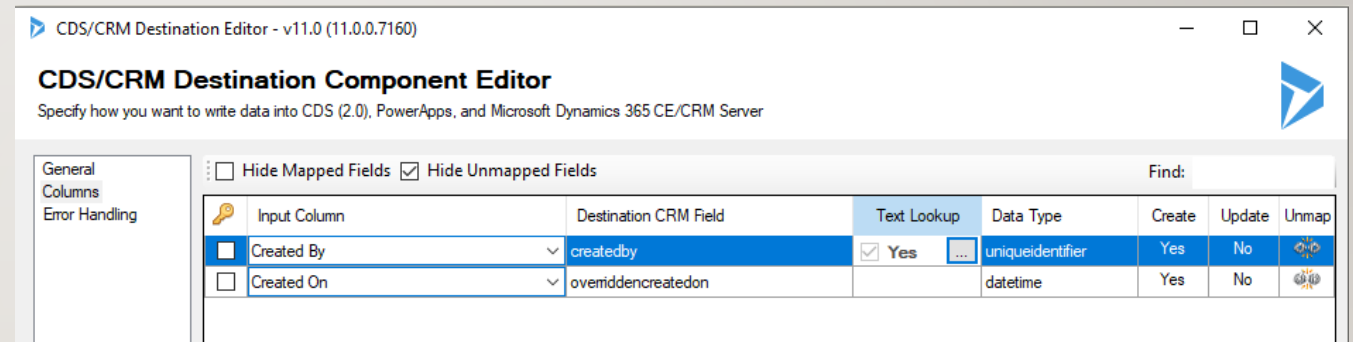 CDS/CRM Destination Editor - v11.0 (11.0.0.7160)
CDS/CRM Destination Component Editor
Specify how you want to write data into CDS (2.0), PowerApps, and Microsoft Dynamics 365 CE/CRM Server
General
Columns
Error Handling
Hide Mapped Fields Hide Unmapped Fields Find:
Input Column Destination CRM Field Text Lookup Data Type Create Update Unmap
Created By createdby Yes ... uniqueidentifier Yes No
Created On overriddencreatedon datetime Yes No